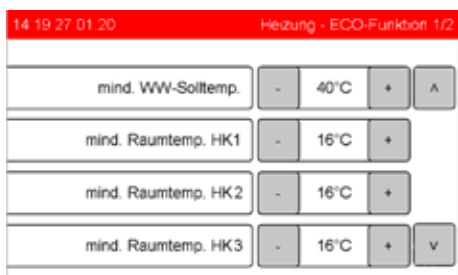 14 19 27 01.20 Heizung - ECO-Funktion 1/2
mind. WW-Solltemp. - 40°C + ʌ
mind. Raumtemp. HK1 - 16°C +
mind. Raumtemp. HK2 - 16°C +
mind. Raumtemp. HK3 - 16°C + v